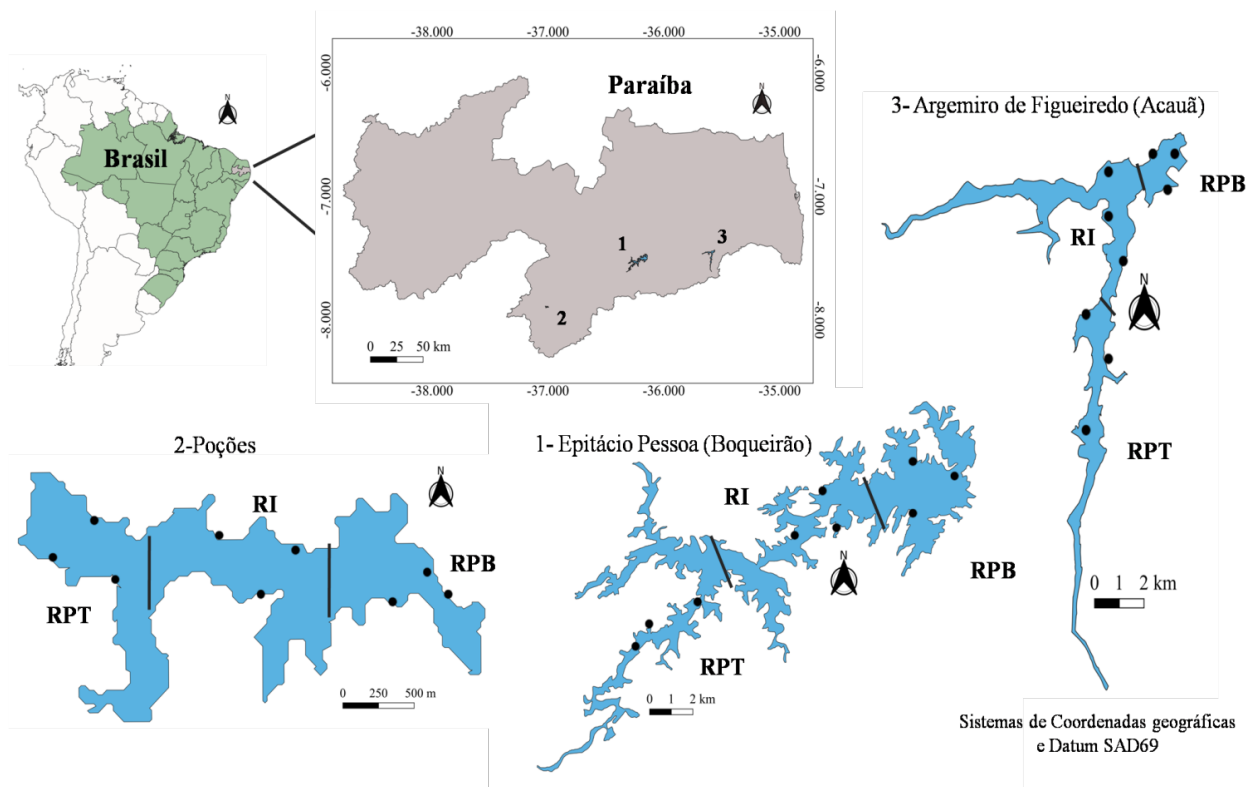 Brasil
N
-38.000
-37.000
-36.000
-35.000
-6.000
-7.000
-8.000
-6.000
-7.000
-8.000
Paraíba
N
1
2
3
0 25 50 km
-38.000
-37.000
-36.000
-35.000
3- Argemiro de Figueiredo (Acauã)
RPB
RI
N
RPT
0 1 2 km
2-Poções
N
RI
RPB
RPT
0 250 500 m
1- Epitácio Pessoa (Boqueirão)
RI
N
RPB
RPT
0 1 2 km
Sistemas de Coordenadas geográficas
e Datum SAD69